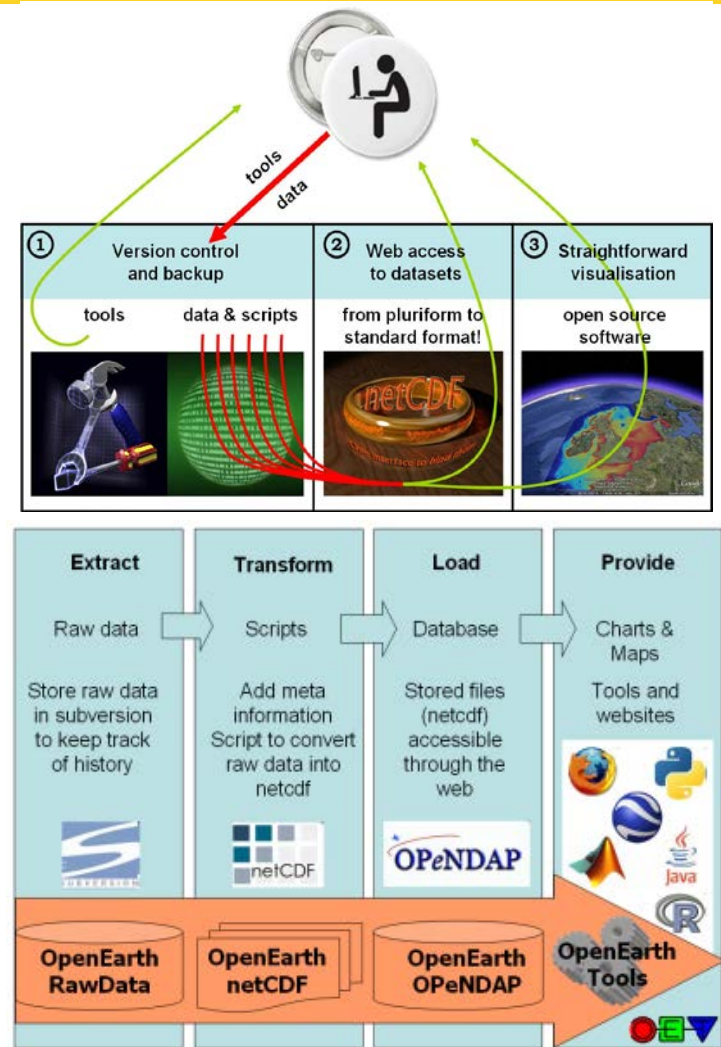 tools
data
1
Version control
and backup
2
Web access
to datasets
3
Straightforward
visualisation
tools
data & scripts
from pluriform to
standard format!
open source
software
netCDF
Extract
Transform
Load
Provide
Raw data
Scripts
Database
Charts &
Maps
Store raw data
in subversion
to keep track
of history
Add meta
information
Script to convert
raw data into
netcdf
Stored files
(netcdf)
accessible
through the
web
Tools and
websites
SUBVERSION
netCDF
OPeNDAP
Java
R
OpenEarth
RawData
OpenEarth
netCDF
OpenEarth
OPeNDAP
OpenEarth
Tools
O E T